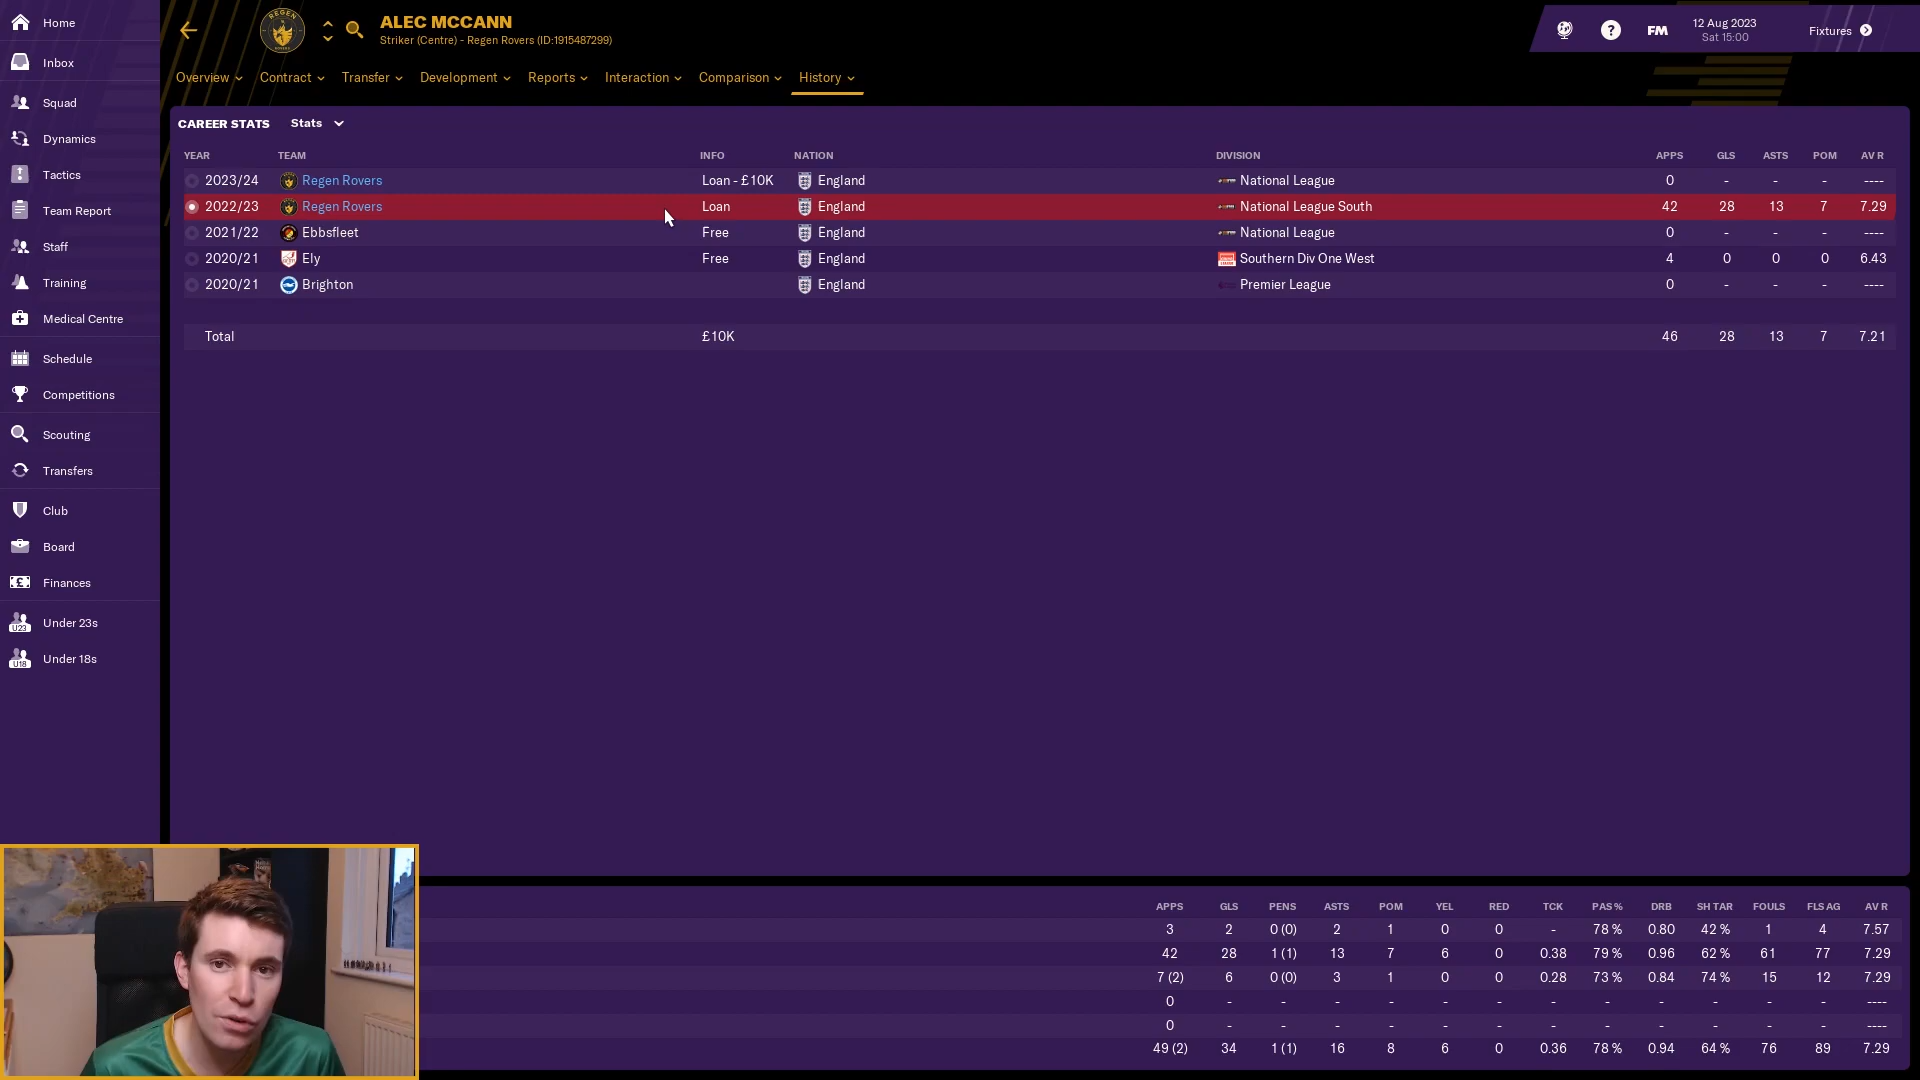 Home
Inbox
Squad
Dynamics
Tactics
Team Report
Staff
Training
Medical Centre
Schedule
Competitions
Scouting
Transfers
Club
Board
Finances
U23 Under 23s
U18 Under 18s
ALEC MCCANN
Striker (Centre) - Regen Rovers (ID:1915487299)
? FM 12 Aug 2023 Fixtures
Sat 15:00
Overview Contract Transfer Development Reports Interaction Comparison History
CAREER STATS Stats
YEAR TEAM INFO NATION DIVISION APPS GLS ASTS POM AV R
2023/24 Regen Rovers Loan - £10K England National League 0 - - - ----
2022/23 Regen Rovers Loan England National League South 42 28 13 7 7.29
2021/22 Ebbsfleet Free England National League 0 - - - ----
2020/21 Ely Free England Southern Div One West 4 0 0 0 6.43
2020/21 Brighton England Premier League 0 - - - ----
Total £10K 46 28 13 7 7.21
APPS GLS PENS ASTS POM YEL RED TCK PAS % DRB SH TAR FOULS FLS AG AV R
3 2 0 (0) 2 1 0 0 - 78 % 0.80 42 % 1 4 7.57
42 28 1 (1) 13 7 6 0 0.38 79 % 0.96 62 % 61 77 7.29
7 (2) 6 0 (0) 3 1 0 0 0.28 73 % 0.84 74 % 15 12 7.29
0 - - - - - - - - - - - - ----
0 - - - - - - - - - - - - ----
49 (2) 34 1 (1) 16 8 6 0 0.36 78 % 0.94 64 % 76 89 7.29